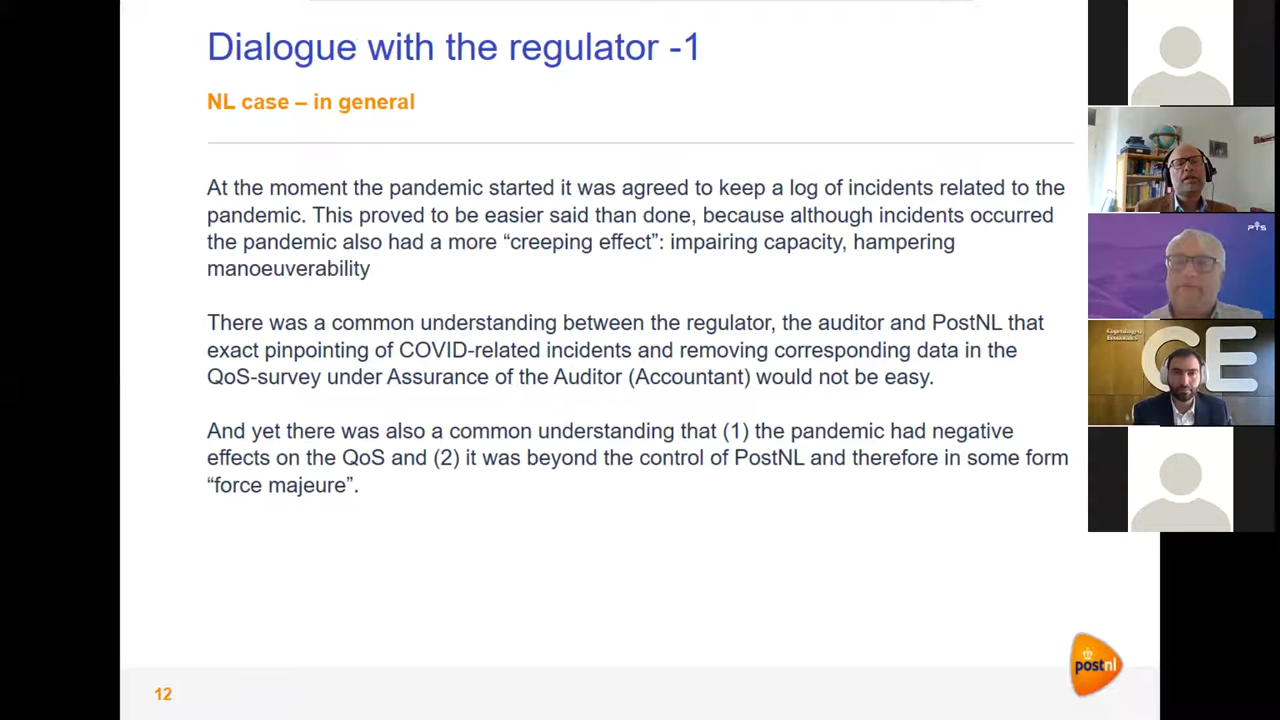 Dialogue with the regulator -1
NL case – in general
At the moment the pandemic started it was agreed to keep a log of incidents related to the
pandemic. This proved to be easier said than done, because although incidents occurred
the pandemic also had a more “creeping effect”: impairing capacity, hampering
manoeuverability
There was a common understanding between the regulator, the auditor and PostNL that
exact pinpointing of COVID-related incidents and removing corresponding data in the
QoS-survey under Assurance of the Auditor (Accountant) would not be easy.
And yet there was also a common understanding that (1) the pandemic had negative
effects on the QoS and (2) it was beyond the control of PostNL and therefore in some form
“force majeure”.
12
postnl
PTS
Copenhagen
Economics
CE